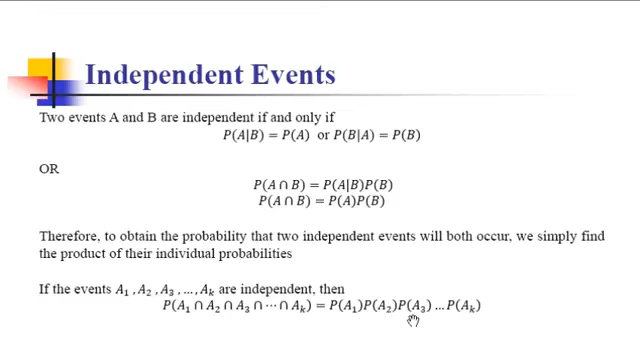 Independent Events
Two events A and B are independent if and only if
P(A|B) = P(A) or P(B|A) = P(B)
OR
P(A ∩ B) = P(A|B)P(B)
P(A ∩ B) = P(A)P(B)
Therefore, to obtain the probability that two independent events will both occur, we simply find
the product of their individual probabilities
If the events A₁ , A₂ , A₃ , … , Aₖ are independent, then
P(A₁ ∩ A₂ ∩ A₃ ∩ ⋯ ∩ Aₖ) = P(A₁)P(A₂)P(A₃) … P(Aₖ)